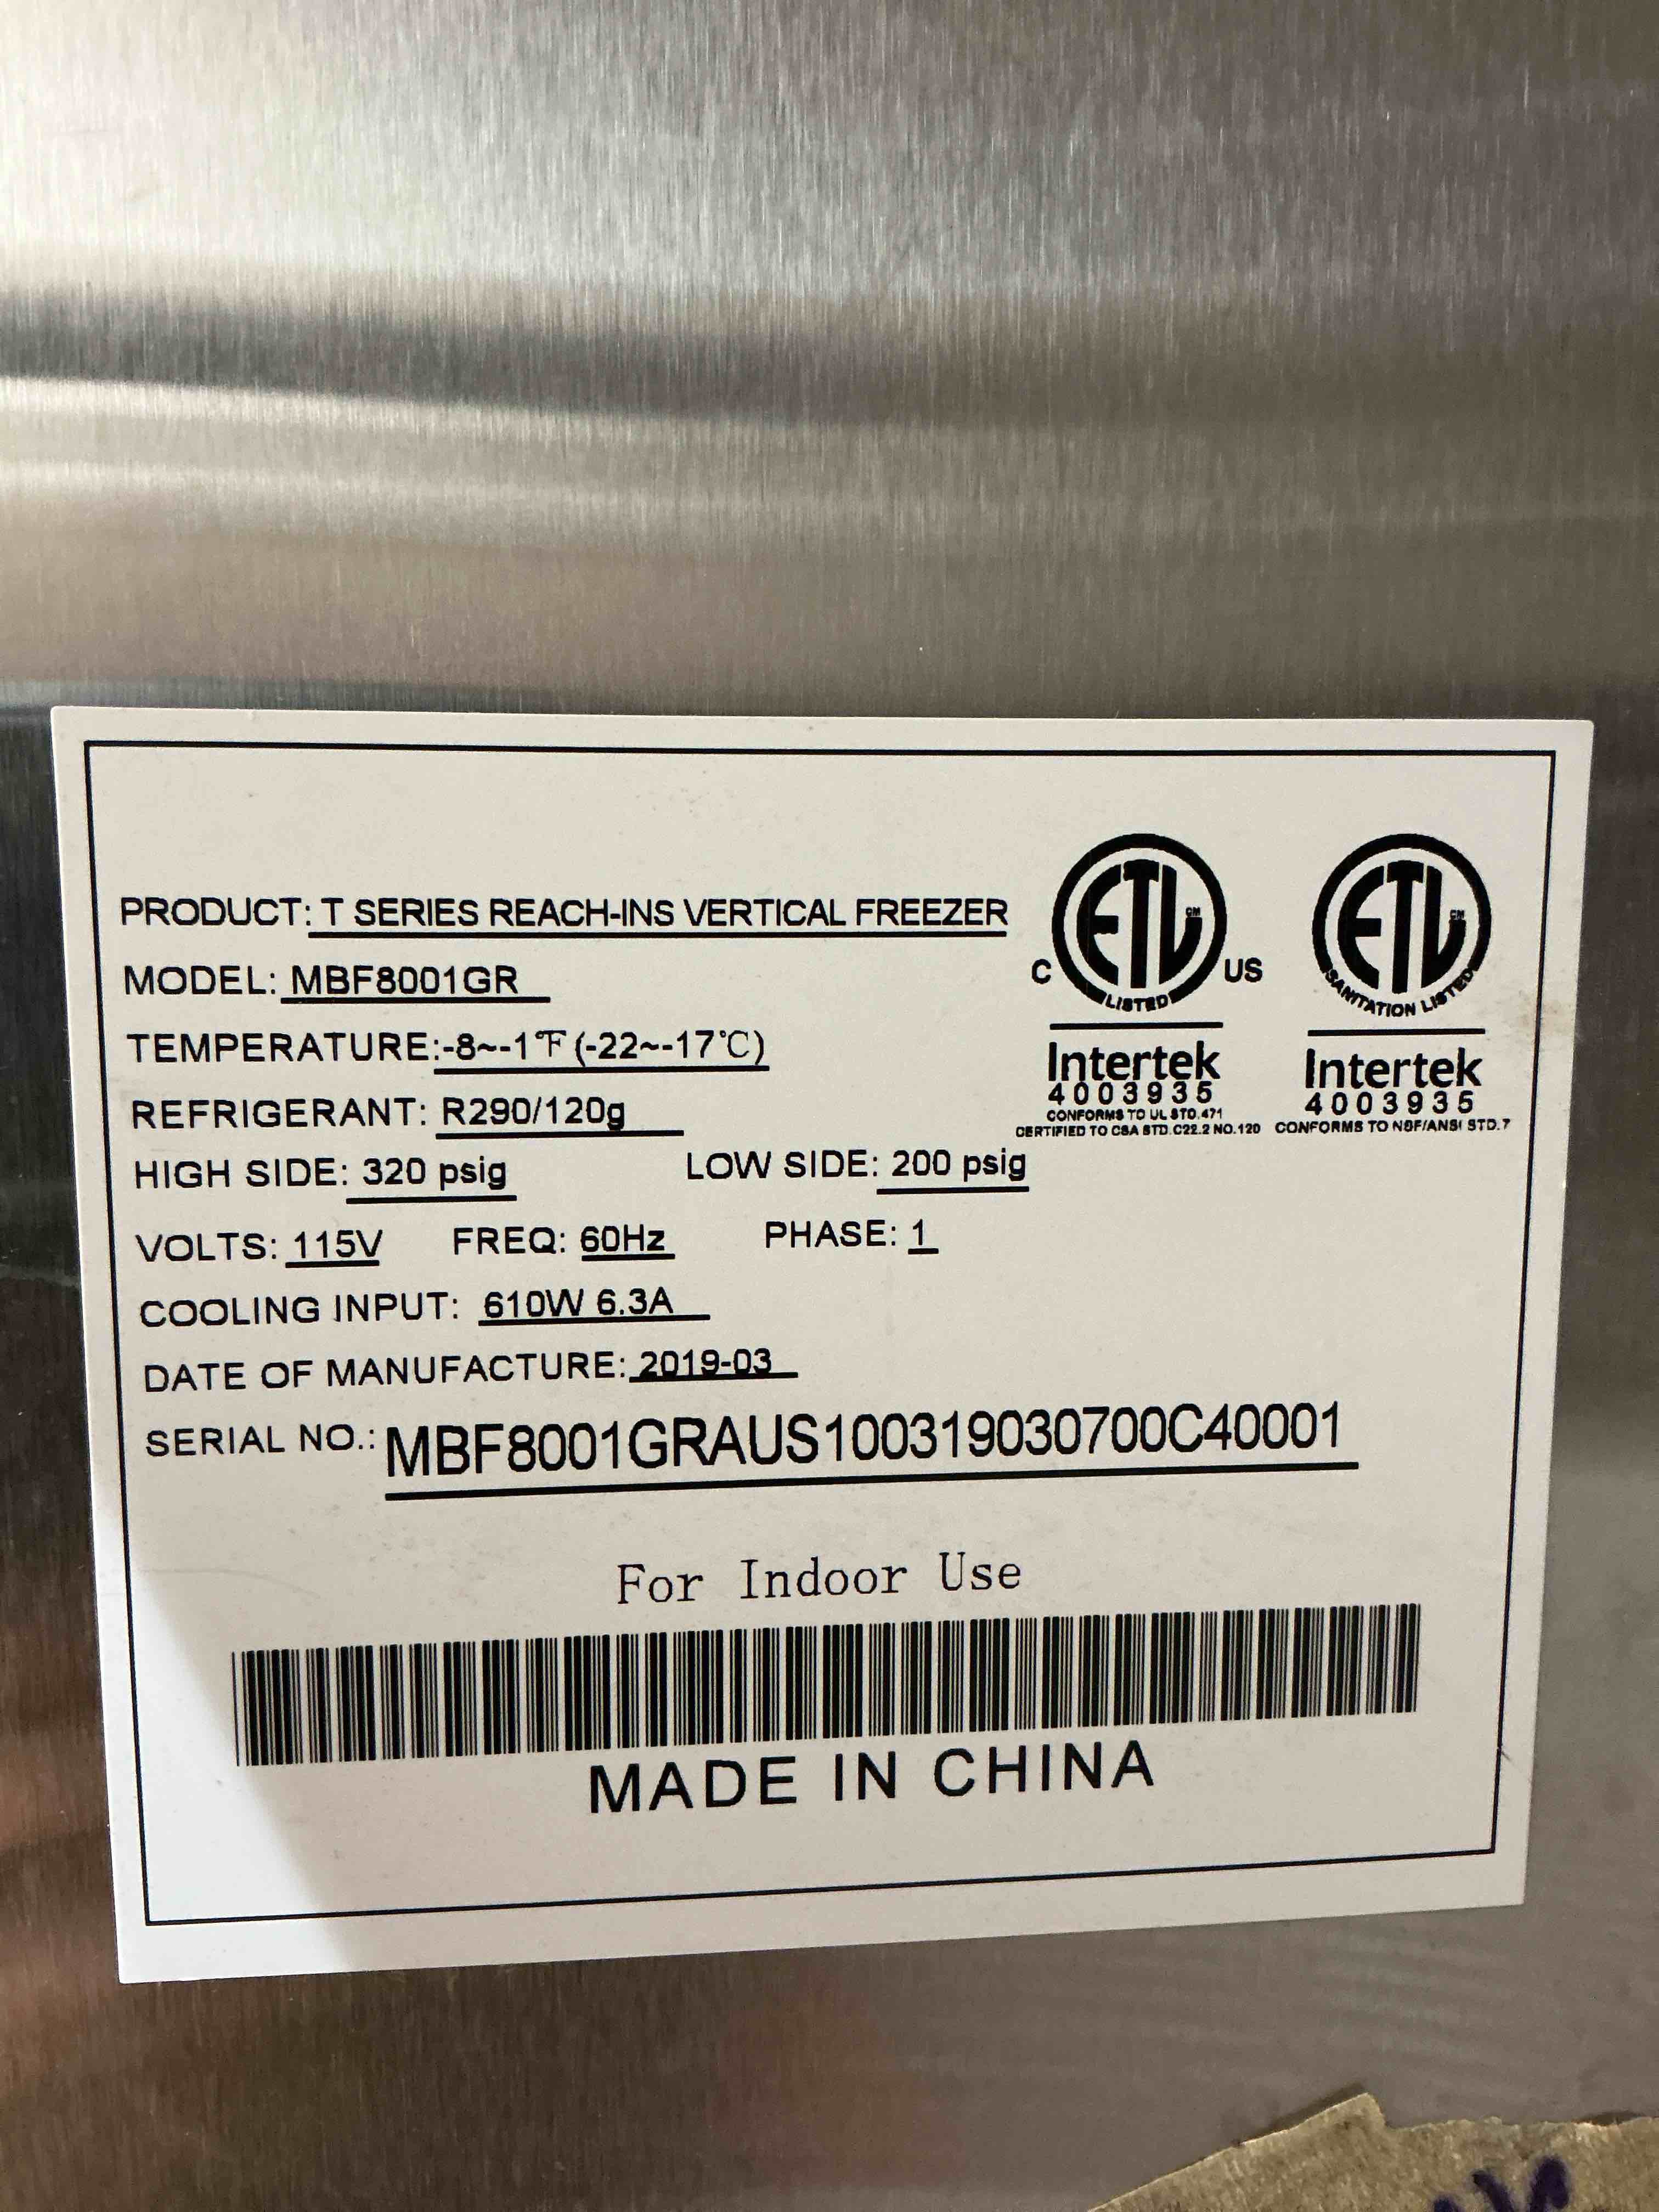 PRODUCT: T SERIES REACH-INS VERTICAL FREEZER
MODEL: MBF8001GR
TEMPERATURE:-8~-1℉(-22~-17℃)
REFRIGERANT: R290/120g
HIGH SIDE: 320 psig LOW SIDE: 200 psig
VOLTS: 115V FREQ: 60Hz PHASE: 1
COOLING INPUT: 610W 6.3A
DATE OF MANUFACTURE: 2019-03
SERIAL NO.: MBF8001GRAUS100319030700C40001
C ETL CM US
LISTED
Intertek
4003935
CONFORMS TO UL STD.471
CERTIFIED TO CSA STD.C22.2 NO.120
ETL CM
SANITATION LISTED
Intertek
4003935
CONFORMS TO NSF/ANSI STD.7
For Indoor Use
MADE IN CHINA